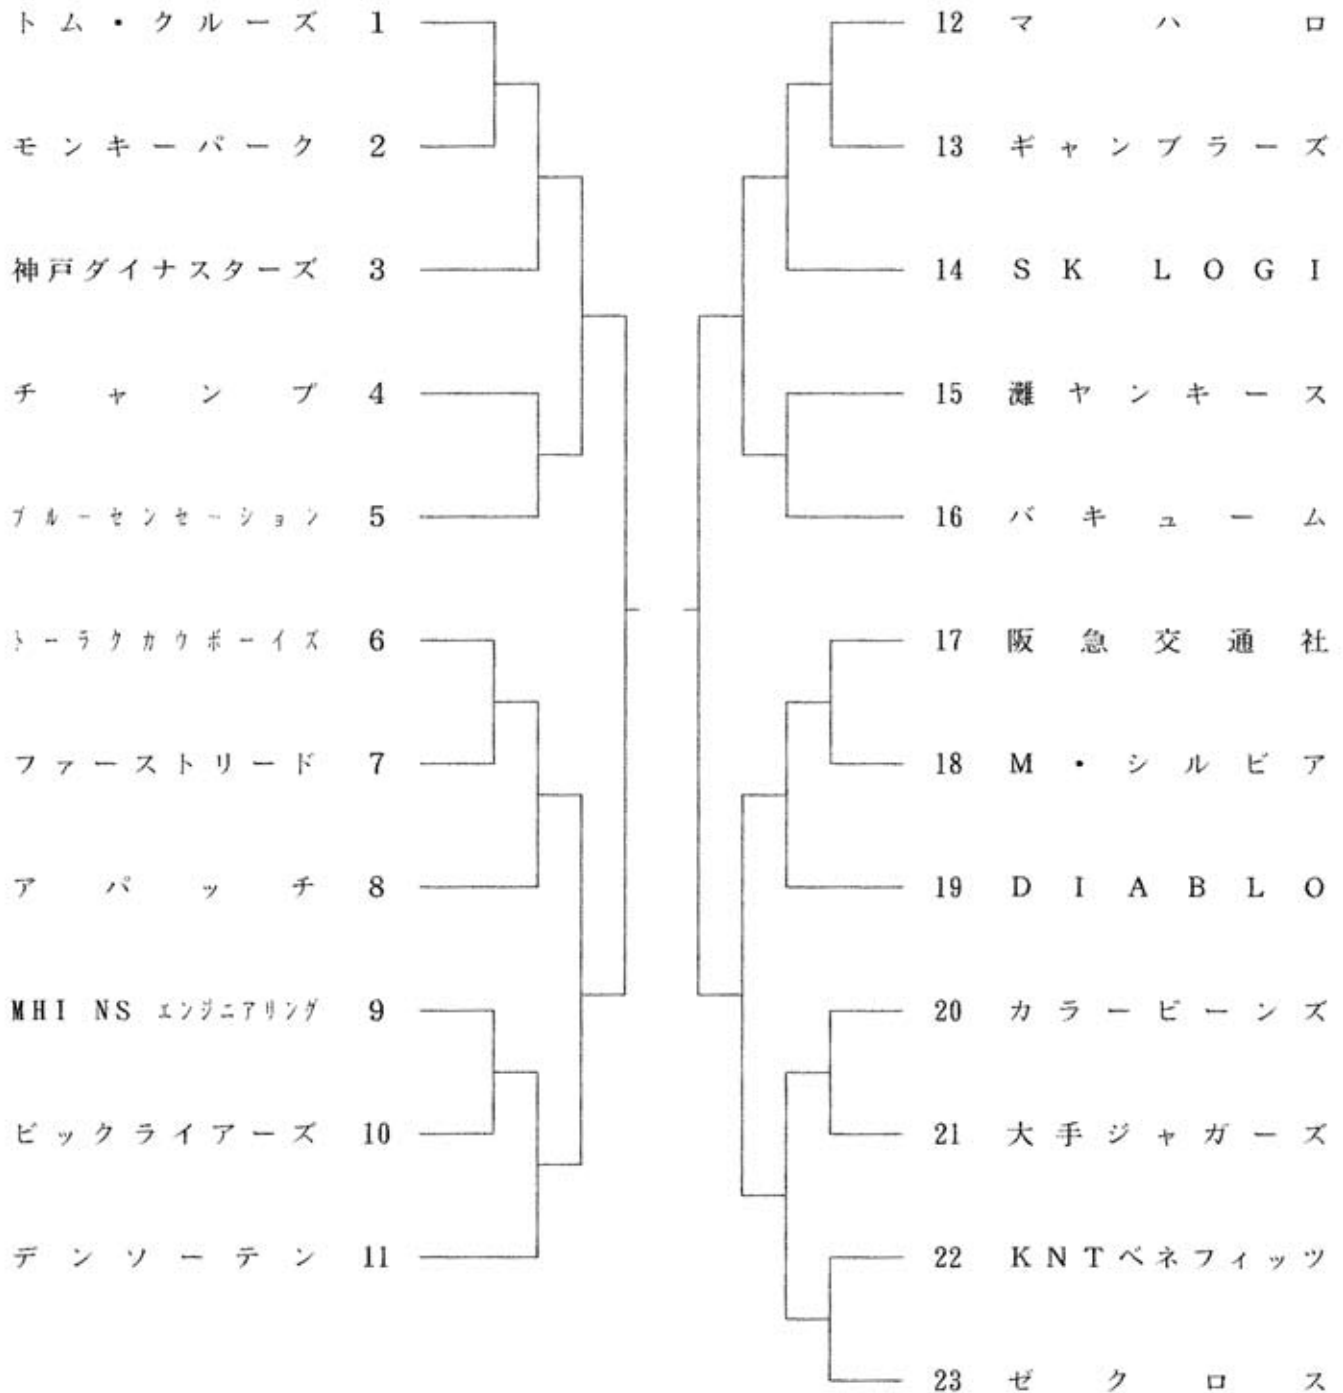 トム・クルーズ 1
モンキーパーク 2
神戸ダイナスターズ 3
チャンプ 4
ブルーセンセーション 5
トーラクカウボーイズ 6
ファーストリード 7
アパッチ 8
MHI NS エンジニアリング 9
ビックライアーズ 10
デンソーテン 11
12 マハロ
13 ギャンブラーズ
14 SK LOGI
15 灘ヤンキース
16 バキューム
17 阪急交通社
18 M・シルビア
19 DIABLO
20 カラービーンズ
21 大手ジャガーズ
22 KNTベネフィッツ
23 ゼクロス